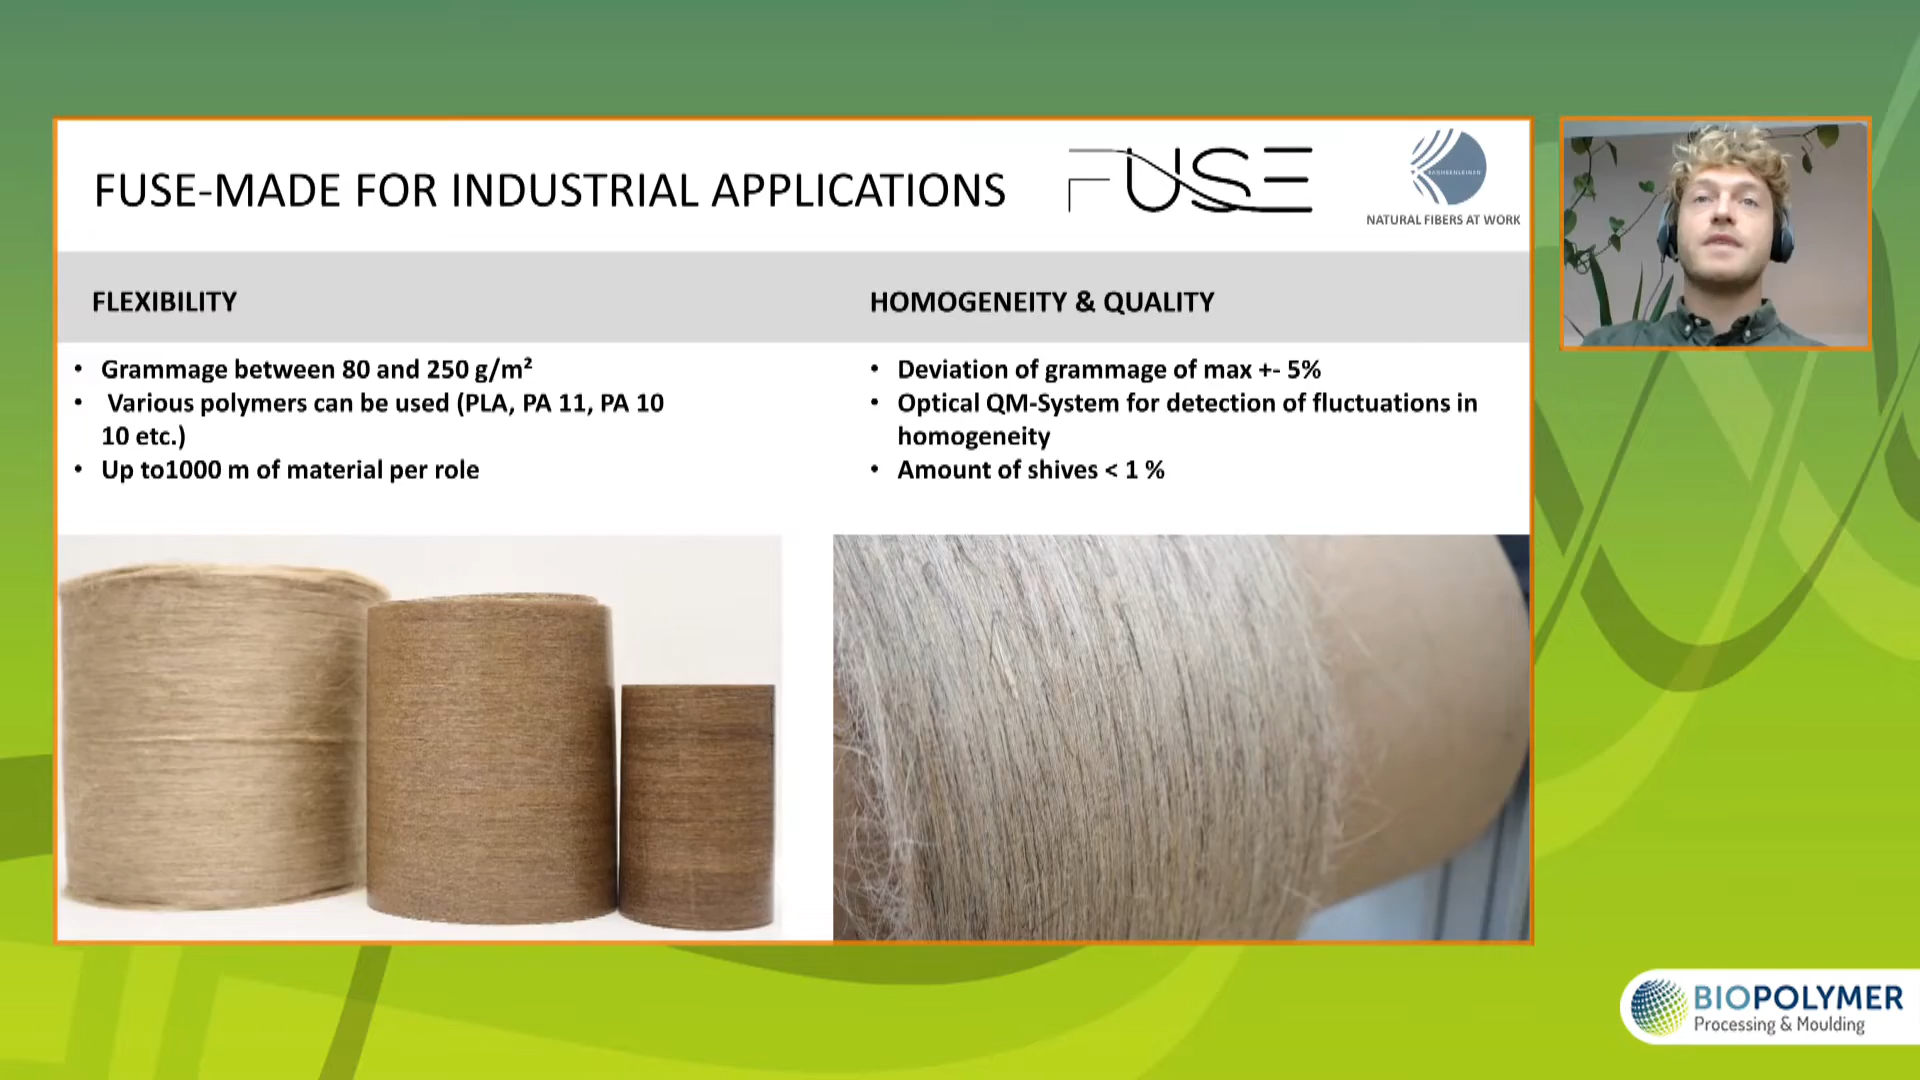 FUSE-MADE FOR INDUSTRIAL APPLICATIONS
FUSE
NATURAL FIBERS AT WORK
FLEXIBILITY
• Grammage between 80 and 250 g/m²
• Various polymers can be used (PLA, PA 11, PA 10
10 etc.)
• Up to1000 m of material per role
HOMOGENEITY & QUALITY
• Deviation of grammage of max +- 5%
• Optical QM-System for detection of fluctuations in
homogeneity
• Amount of shives < 1 %
BIOPOLYMER
Processing & Moulding